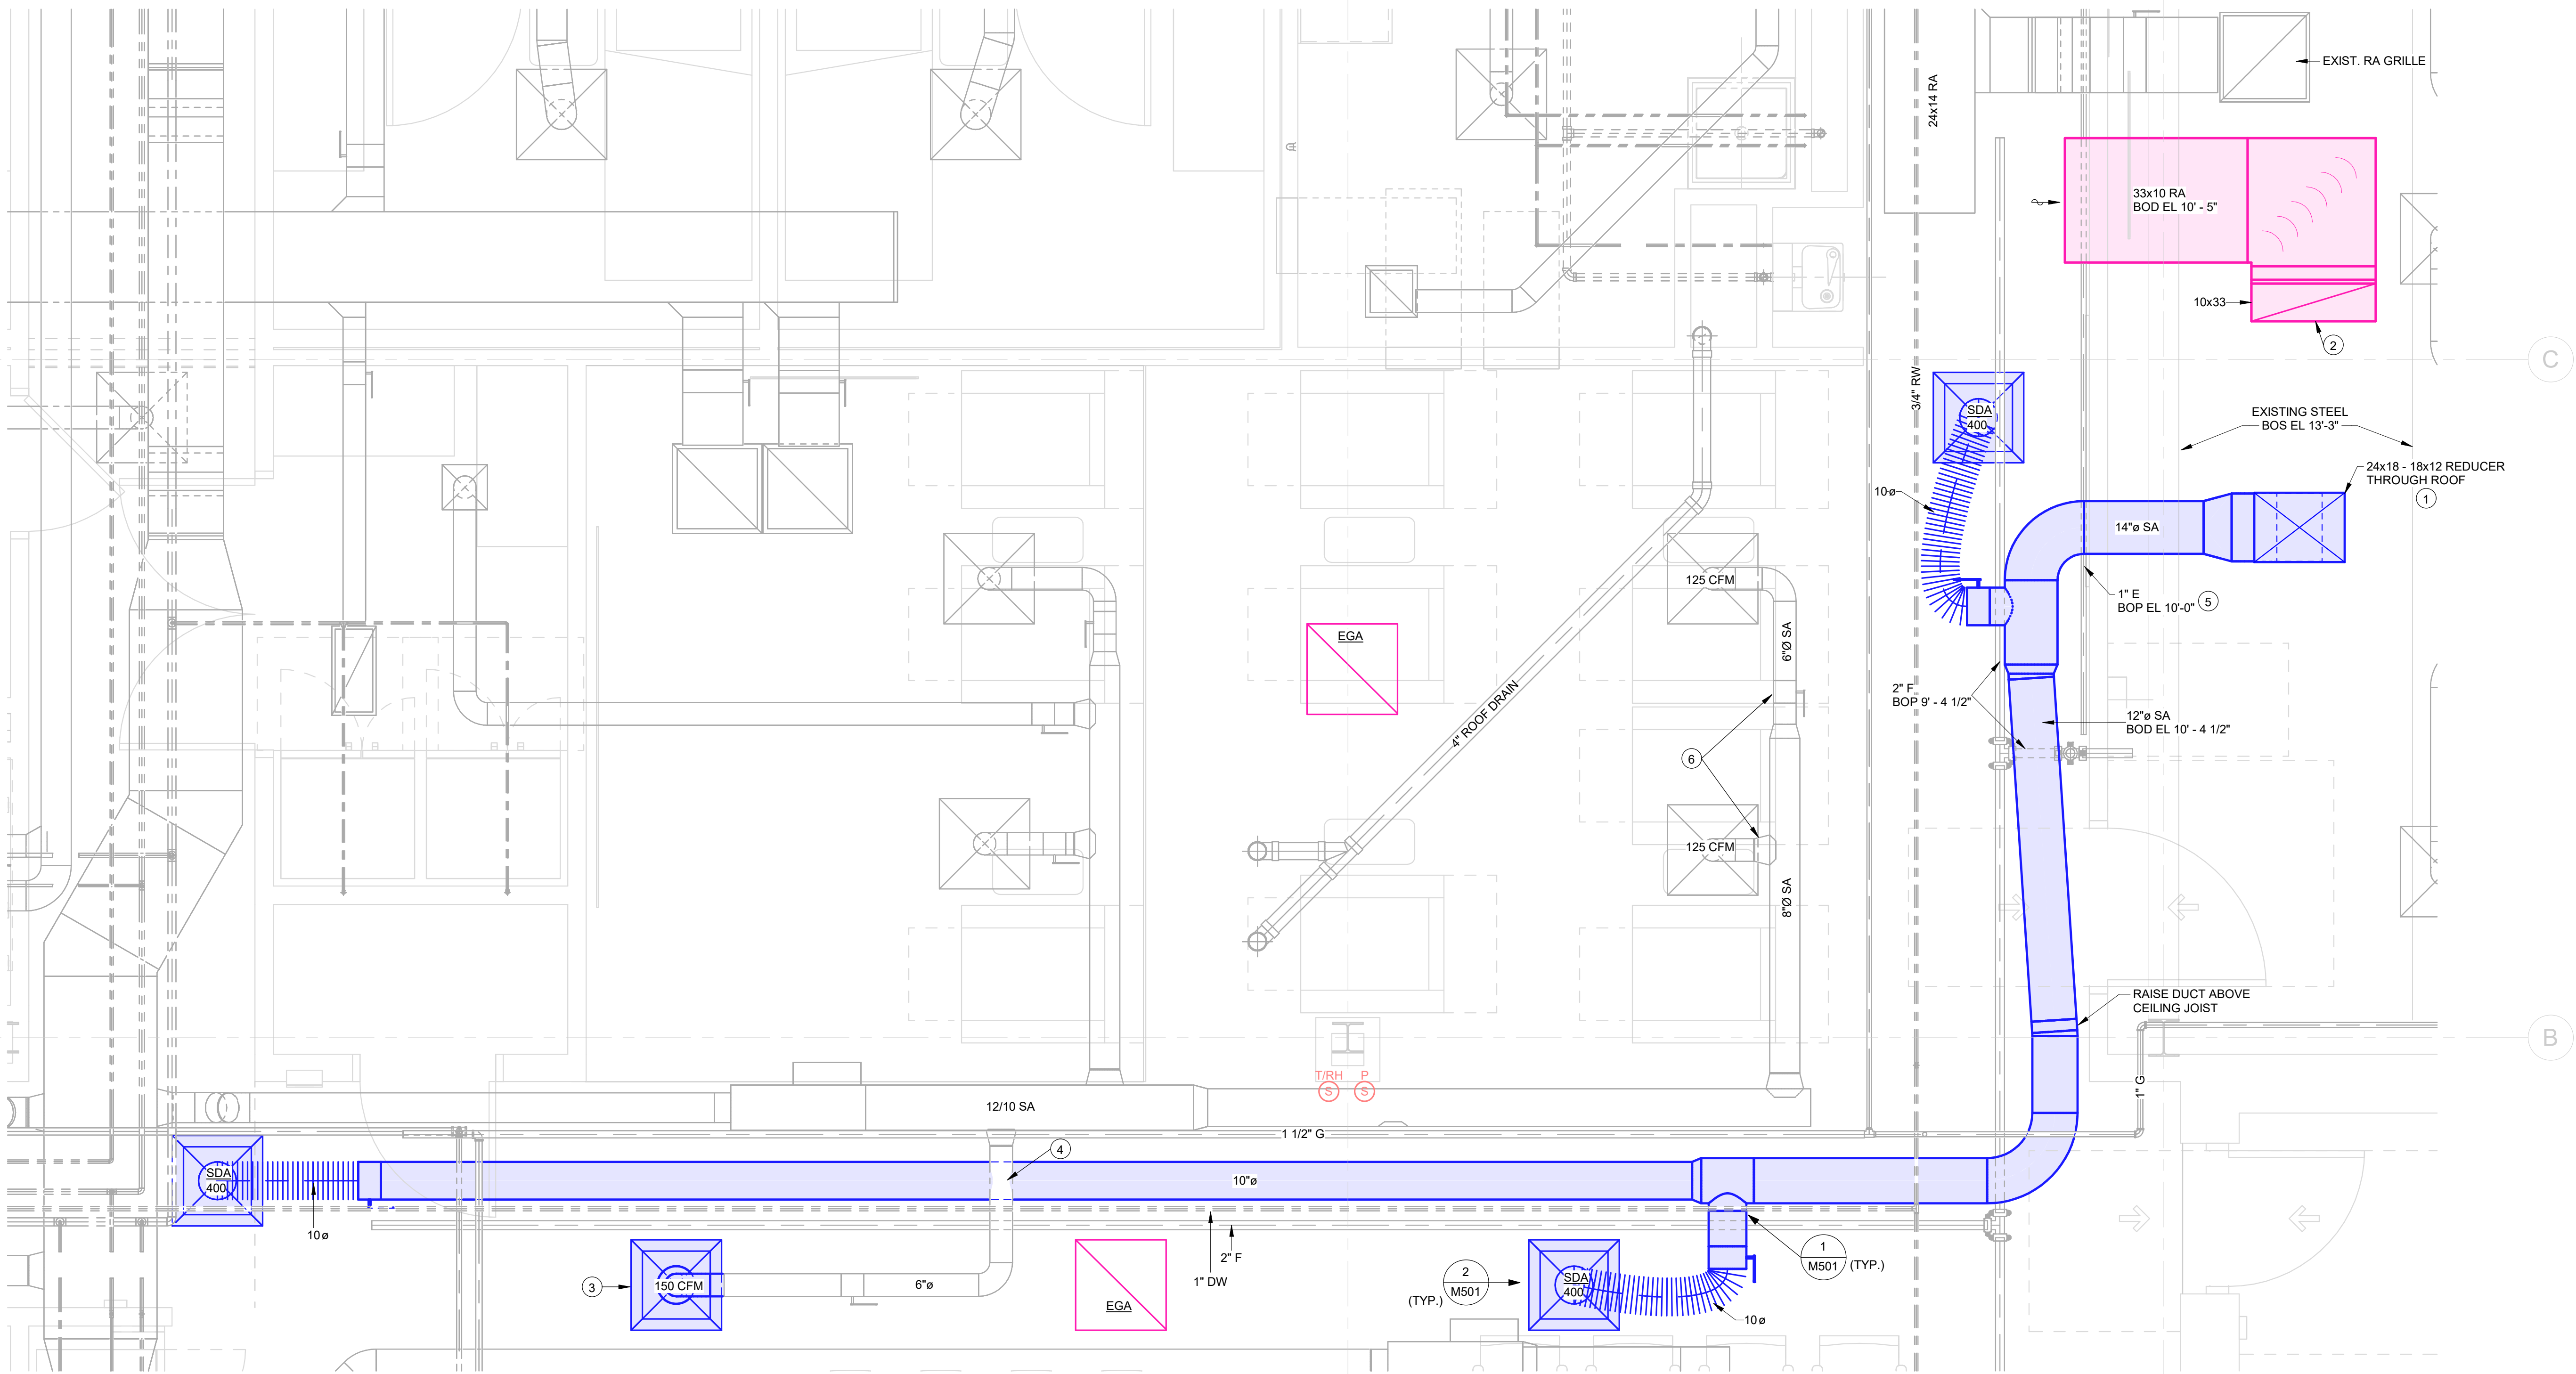 EXIST. RA GRILLE
24x14 RA
33x10 RA
BOD EL 10' - 5"
10x33
2
C
3/4" RW
SDA
400
EXISTING STEEL
BOS EL 13'-3"
24x18 - 18x12 REDUCER
THROUGH ROOF
1
10ø
14"ø SA
1" E
BOP EL 10'-0"
5
125 CFM
EGA
6"Ø SA
2" F
BOP 9' - 4 1/2"
12"ø SA
BOD EL 10' - 4 1/2"
4" ROOF DRAIN
6
125 CFM
8"Ø SA
RAISE DUCT ABOVE
CEILING JOIST
B
T/RH
S
P
S
1" G
12/10 SA
1 1/2" G
4
SDA
400
10"ø
10ø
2" F
1" DW
3
150 CFM
6"ø
EGA
2
M501
(TYP.)
SDA
400
1
M501
(TYP.)
10ø